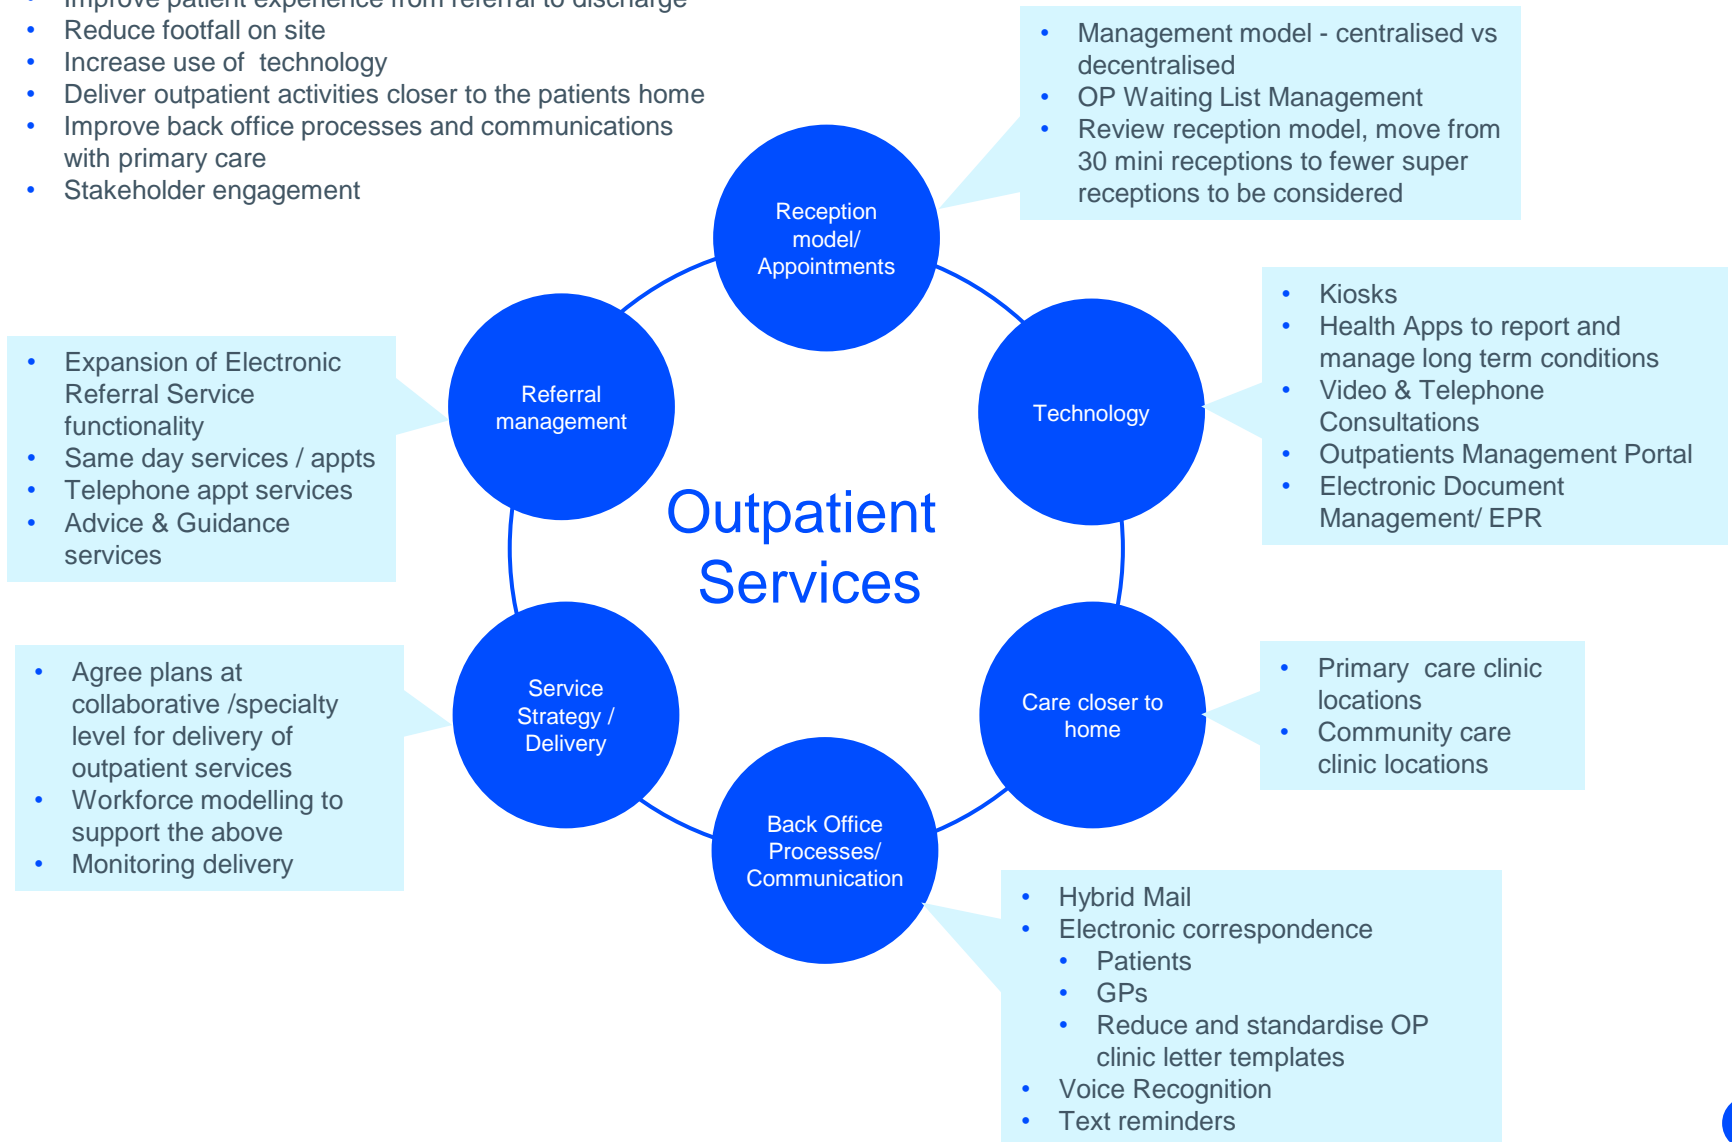 • Improve patient experience from referral to discharge
• Reduce footfall on site
• Increase use of technology
• Deliver outpatient activities closer to the patients home
• Improve back office processes and communications
with primary care
• Stakeholder engagement
• Management model - centralised vs
decentralised
• OP Waiting List Management
• Review reception model, move from
30 mini receptions to fewer super
receptions to be considered
Reception
model/
Appointments
• Kiosks
• Health Apps to report and
manage long term conditions
• Video & Telephone
Consultations
• Outpatients Management Portal
• Electronic Document
Management/ EPR
Technology
• Expansion of Electronic
Referral Service
functionality
• Same day services / appts
• Telephone appt services
• Advice & Guidance
services
Referral
management
Outpatient
Services
• Agree plans at
collaborative /specialty
level for delivery of
outpatient services
• Workforce modelling to
support the above
• Monitoring delivery
Service
Strategy /
Delivery
Care closer to
home
• Primary care clinic
locations
• Community care
clinic locations
Back Office
Processes/
Communication
• Hybrid Mail
• Electronic correspondence
• Patients
• GPs
• Reduce and standardise OP
clinic letter templates
• Voice Recognition
• Text reminders